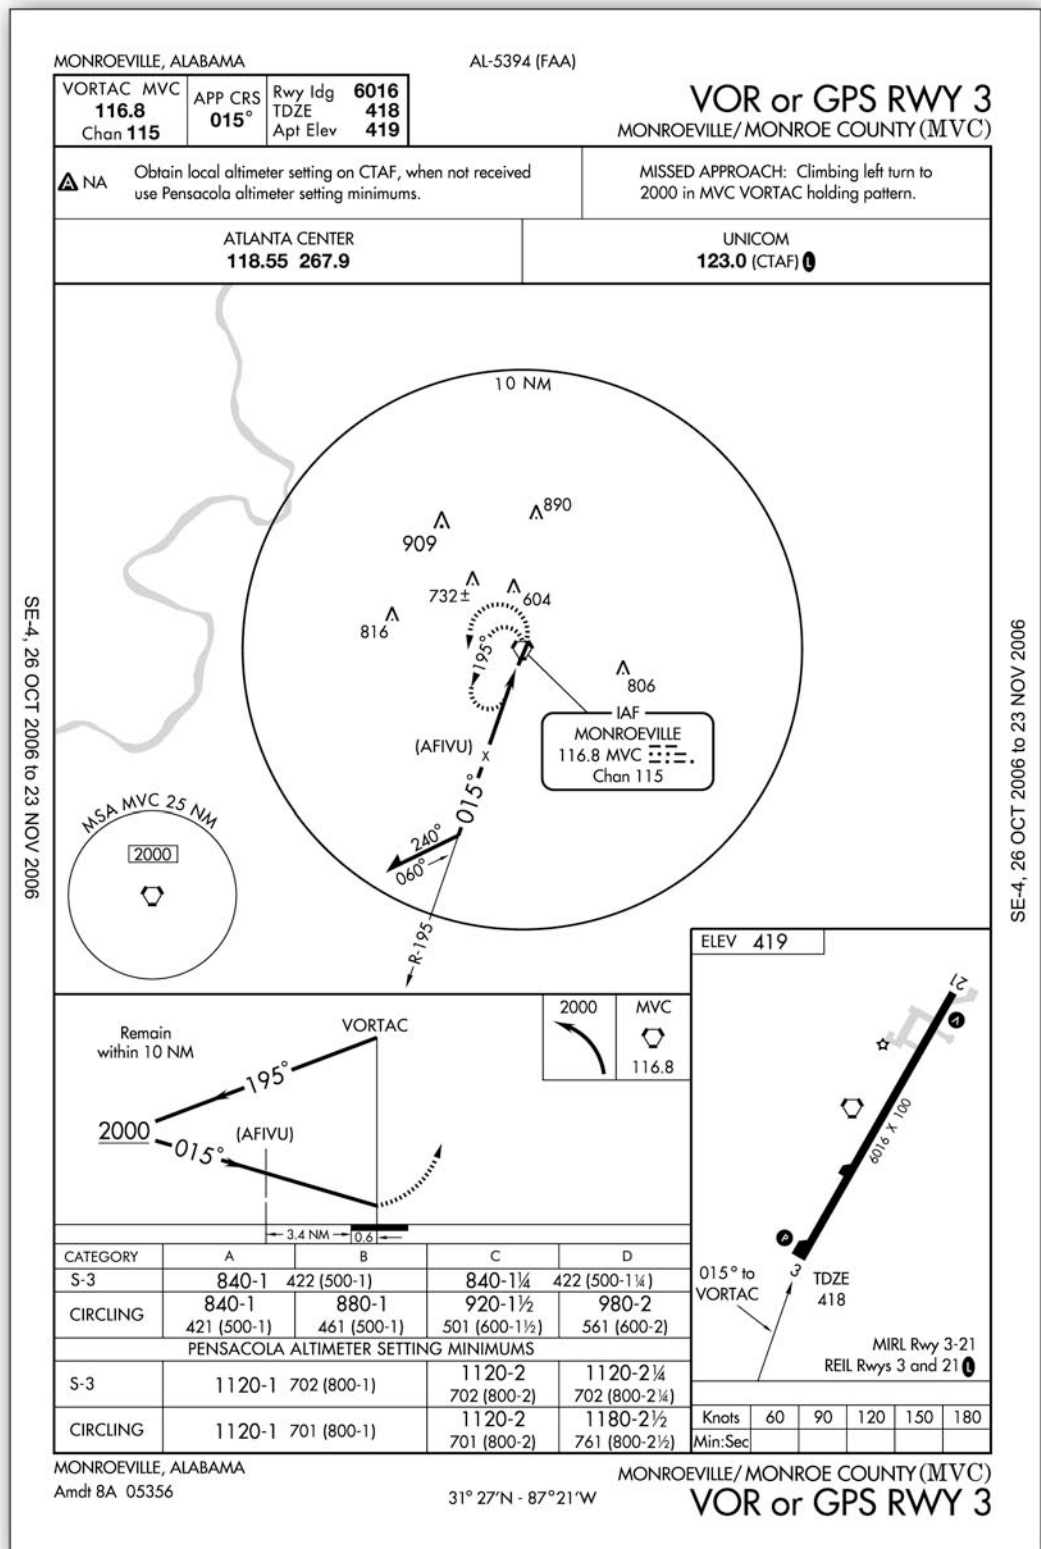 MONROEVILLE, ALABAMA
AL-5394 (FAA)
VORTAC MVC
116.8
Chan 115
APP CRS
015°
Rwy ldg 6016
TDZE 418
Apt Elev 419
VOR or GPS RWY 3
MONROEVILLE/MONROE COUNTY (MVC)
A NA
Obtain local altimeter setting on CTAF, when not received
use Pensacola altimeter setting minimums.
MISSED APPROACH: Climbing left turn to
2000 in MVC VORTAC holding pattern.
ATLANTA CENTER
118.55 267.9
UNICOM
123.0 (CTAF) L
10 NM
890
909
732±
604
816
195°
806
IAF
MONROEVILLE
116.8 MVC
Chan 115
(AFIVU)
X
015°
240°
060°
R-195
MSA MVC 25 NM
2000
SE-4, 26 OCT 2006 to 23 NOV 2006
SE-4, 26 OCT 2006 to 23 NOV 2006
ELEV 419
21
V
6016 X 100
P
3
TDZE
418
015° to
VORTAC
MIRL Rwy 3-21
REIL Rwys 3 and 21 L
Knots 60 90 120 150 180
Min:Sec
Remain
within 10 NM
VORTAC
2000
MVC
116.8
195°
2000
(AFIVU)
015°
3.4 NM
0.6
CATEGORY A B C D
S-3 840-1 422 (500-1) 840-1¼ 422 (500-1¼)
CIRCLING 840-1 880-1 920-1½ 980-2
421 (500-1) 461 (500-1) 501 (600-1½) 561 (600-2)
PENSACOLA ALTIMETER SETTING MINIMUMS
S-3 1120-1 702 (800-1) 1120-2 1120-2¼
702 (800-2) 702 (800-2¼)
CIRCLING 1120-1 701 (800-1) 1120-2 1180-2½
701 (800-2) 761 (800-2½)
MONROEVILLE, ALABAMA
Amdt 8A 05356
31° 27'N - 87°21'W
MONROEVILLE/MONROE COUNTY (MVC)
VOR or GPS RWY 3